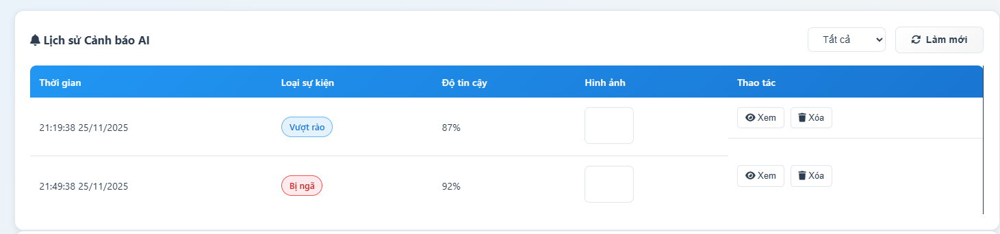 Lịch sử Cảnh báo AI
Tất cả
Làm mới
Thời gian Loại sự kiện Độ tin cậy Hình ảnh Thao tác
21:19:38 25/11/2025 Vượt rào 87% Xem Xóa
21:49:38 25/11/2025 Bị ngã 92% Xem Xóa